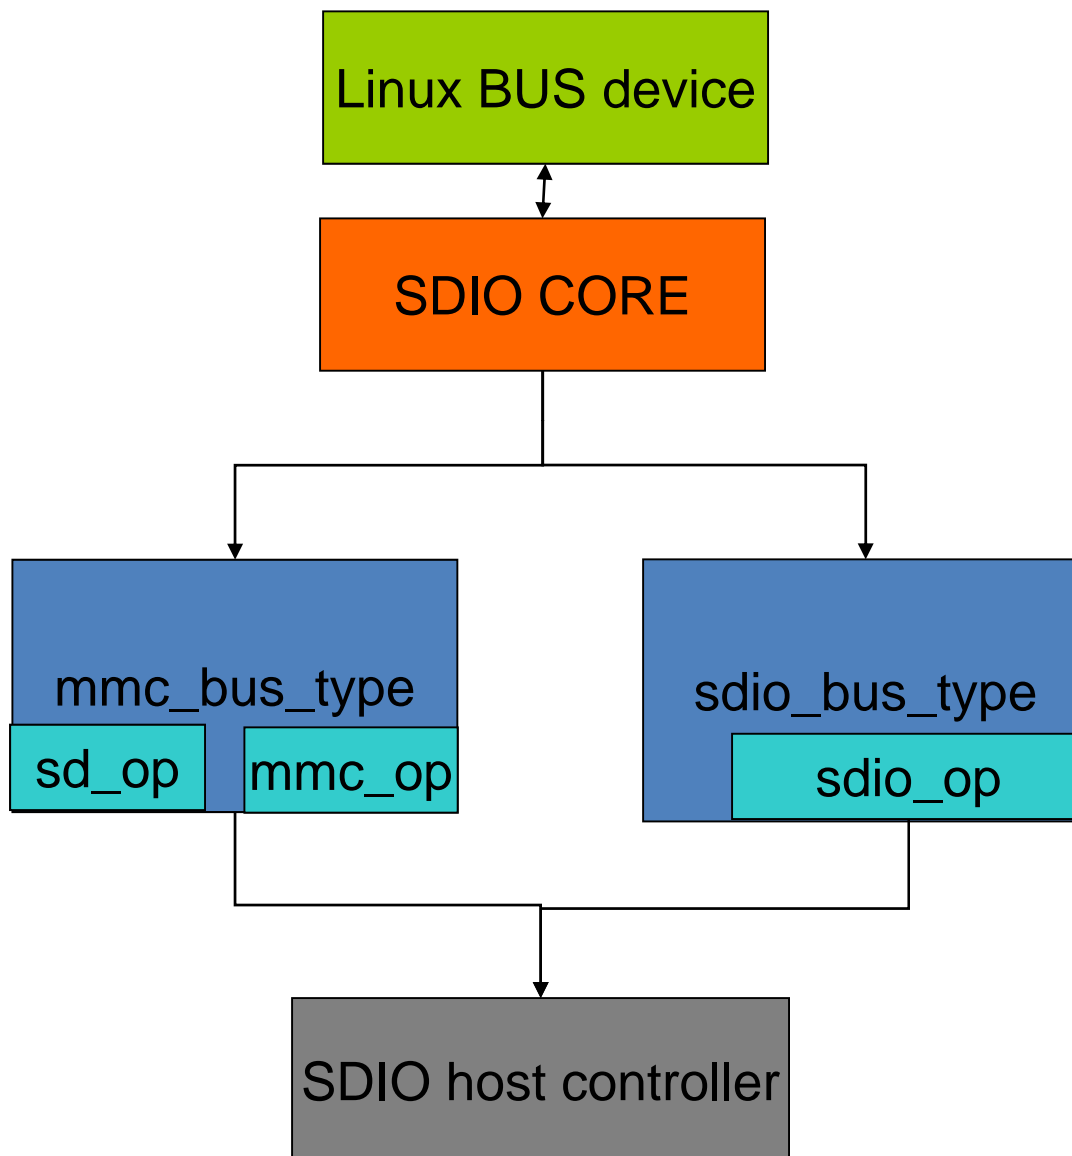 Linux BUS device
SDIO CORE
mmc_bus_type
sdio_bus_type
sd_op
mmc_op
sdio_op
SDIO host controller